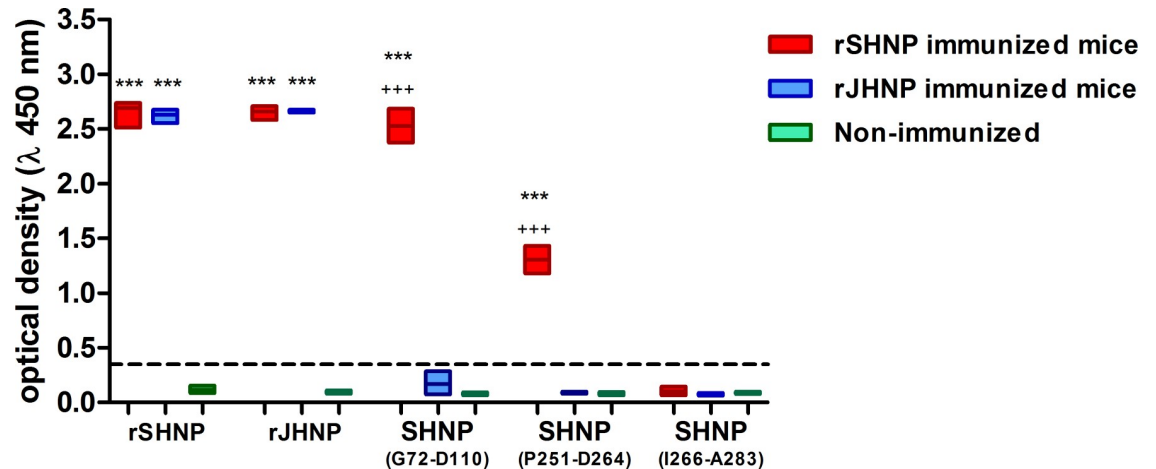 optical density (λ 450 nm)
3.5
3.0
2.5
2.0
1.5
1.0
0.5
0.0
*** *** *** *** ***
+++
***
+++
rSHNP immunized mice
rJHNP immunized mice
Non-immunized
rSHNP rJHNP SHNP SHNP SHNP
(G72-D110) (P251-D264) (I266-A283)